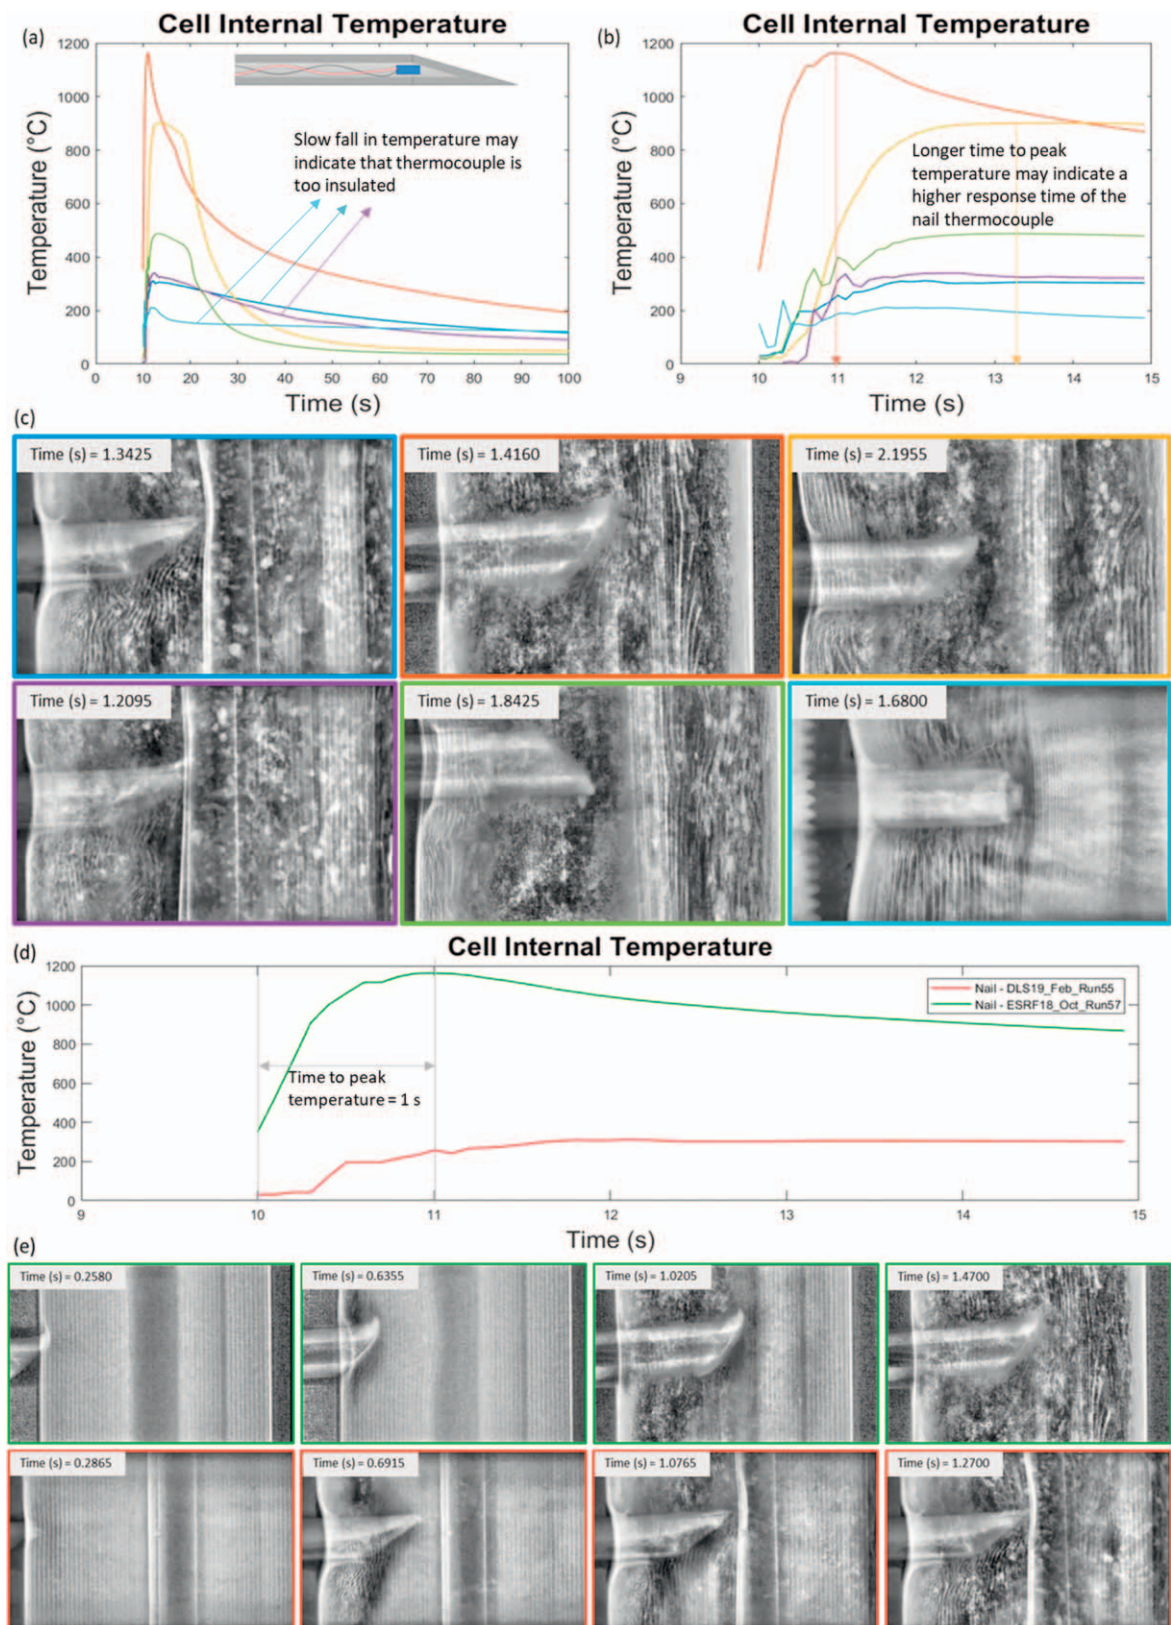 (a)
Cell Internal Temperature
Temperature (°C)
1200
1000
800
600
400
200
0
Slow fall in temperature may
indicate that thermocouple is
too insulated
0 10 20 30 40 50 60 70 80 90 100
Time (s)
(b)
Cell Internal Temperature
Temperature (°C)
1200
1000
800
600
400
200
0
Longer time to peak
temperature may indicate a
higher response time of the
nail thermocouple
9 10 11 12 13 14 15
Time (s)
(c)
Time (s) = 1.3425
Time (s) = 1.4160
Time (s) = 2.1955
Time (s) = 1.2095
Time (s) = 1.8425
Time (s) = 1.6800
(d)
Cell Internal Temperature
Temperature (°C)
1200
1000
800
600
400
200
0
Nail - DLS19_Feb_Run55
Nail - ESRF18_Oct_Run57
Time to peak
temperature = 1 s
9 10 11 12 13 14 15
Time (s)
(e)
Time (s) = 0.2580
Time (s) = 0.6355
Time (s) = 1.0205
Time (s) = 1.4700
Time (s) = 0.2865
Time (s) = 0.6915
Time (s) = 1.0765
Time (s) = 1.2700